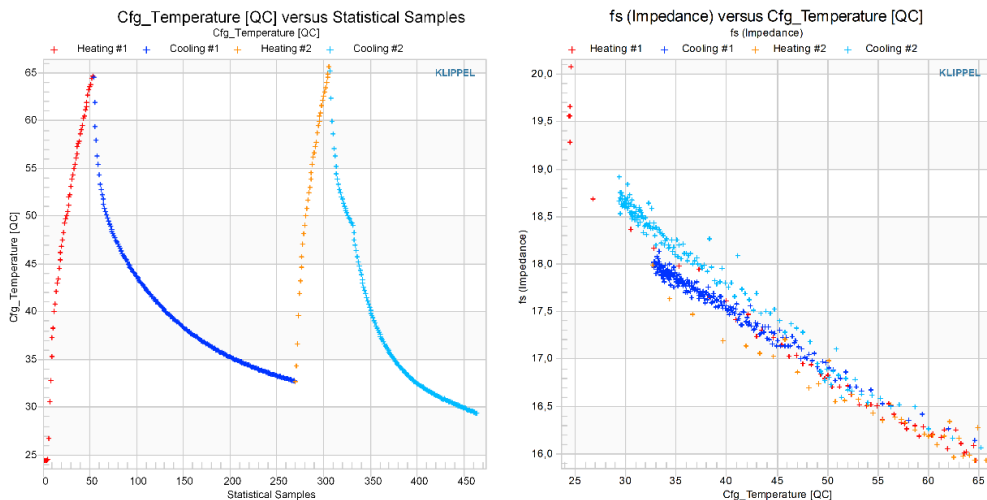 Cfg_Temperature [QC] versus Statistical Samples
Cfg_Temperature [QC]
+ Heating #1 + Cooling #1 + Heating #2 + Cooling #2
KLIPPEL
Cfg_Temperature [QC]
65
60
55
50
45
40
35
30
25
0 50 100 150 200 250 300 350 400 450
Statistical Samples
fs (Impedance) versus Cfg_Temperature [QC]
fs (Impedance)
+ Heating #1 + Cooling #1 + Heating #2 + Cooling #2
KLIPPEL
fs (Impedance)
20,0
19,5
19,0
18,5
18,0
17,5
17,0
16,5
16,0
25 30 35 40 45 50 55 60 65
Cfg_Temperature [QC]